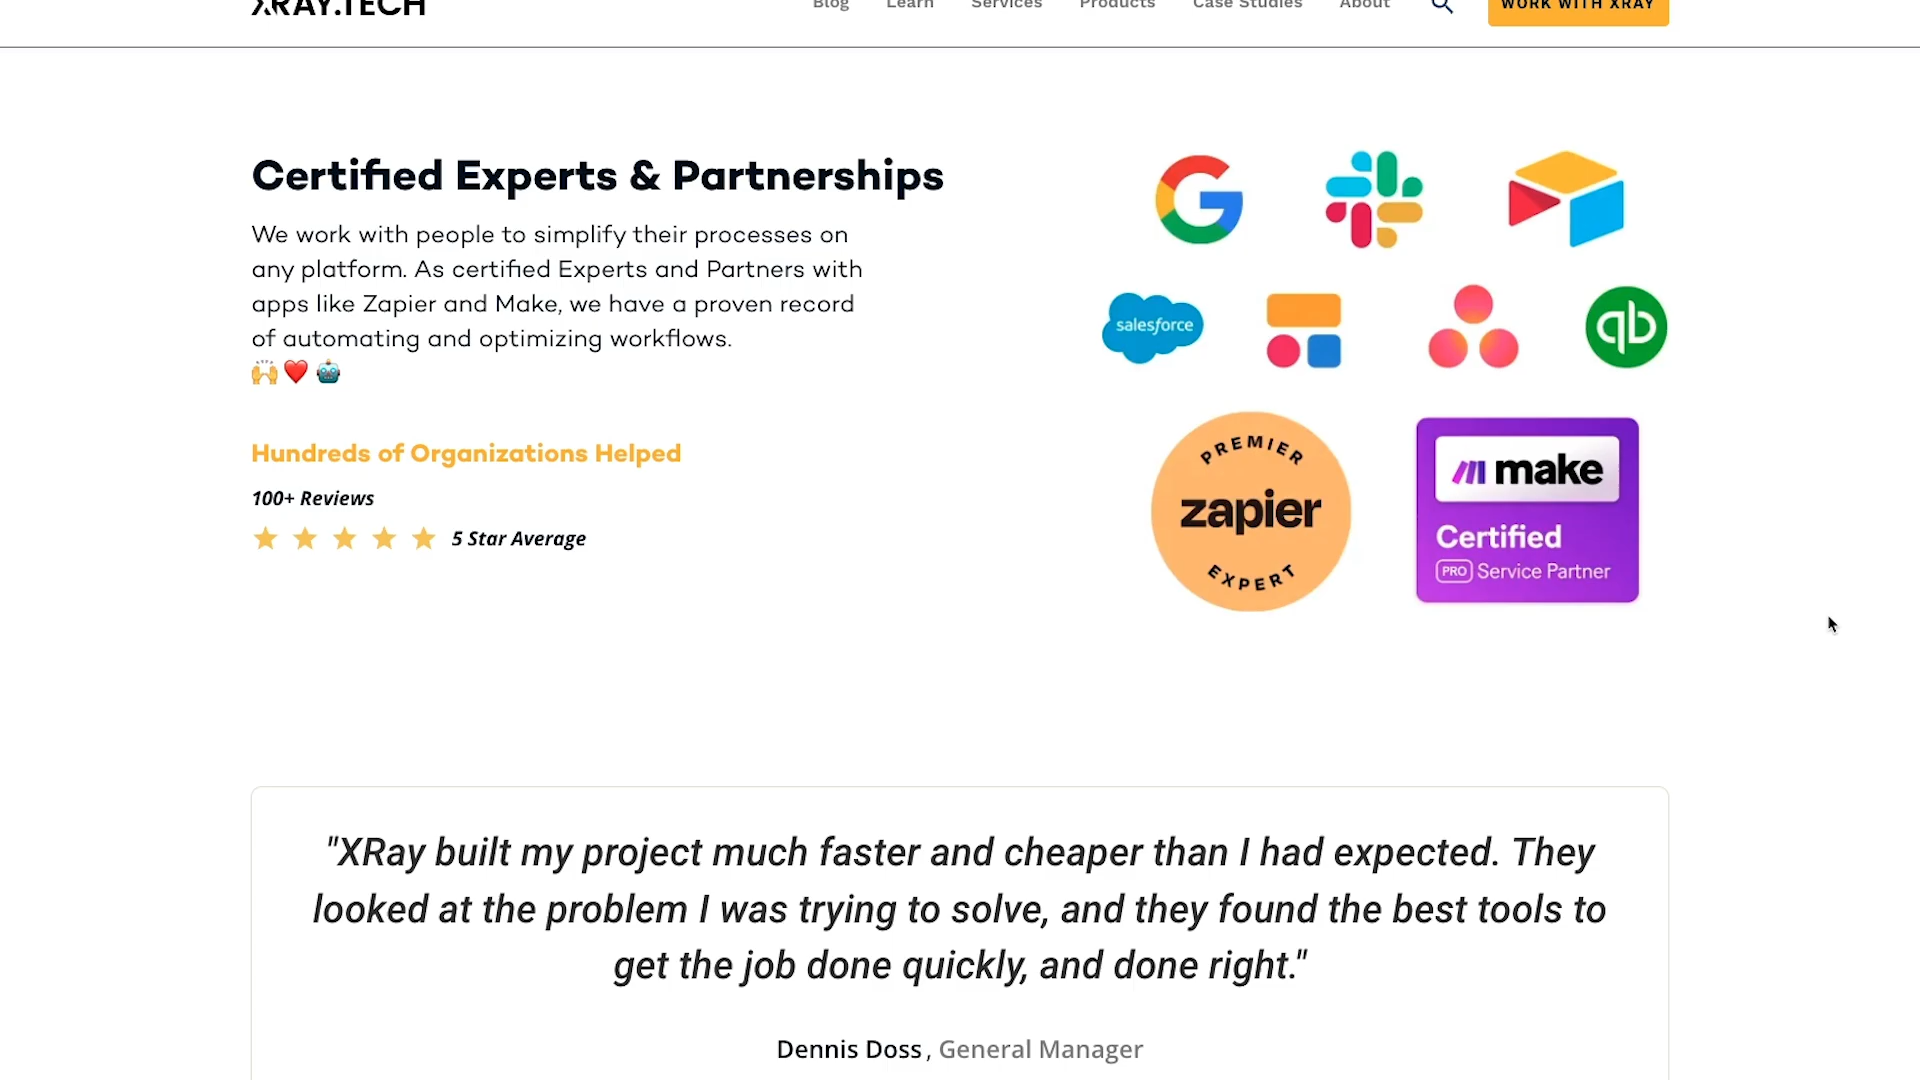 XRAY.TECH
Blog Learn Services Products Case Studies About
WORK WITH XRAY
Certified Experts & Partnerships
We work with people to simplify their processes on
any platform. As certified Experts and Partners with
apps like Zapier and Make, we have a proven record
of automating and optimizing workflows.
🙌 ❤️ 🤖
Hundreds of Organizations Helped
100+ Reviews
5 Star Average
salesforce
qb
PREMIER
zapier
EXPERT
make
Certified
PRO Service Partner
"XRay built my project much faster and cheaper than I had expected. They
looked at the problem I was trying to solve, and they found the best tools to
get the job done quickly, and done right."
Dennis Doss, General Manager